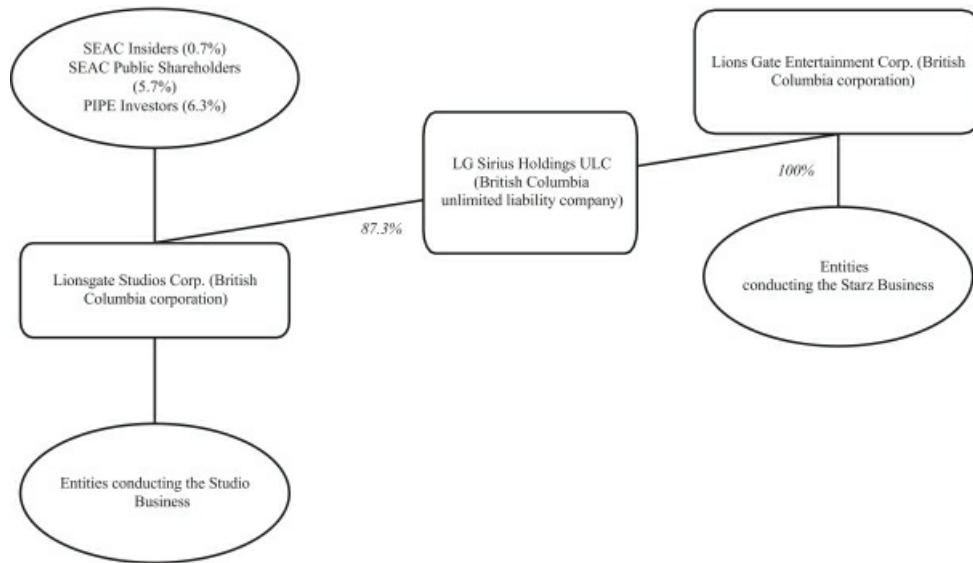 SEAC Insiders (0.7%)
SEAC Public Shareholders
(5.7%)
PIPE Investors (6.3%)
Lions Gate Entertainment Corp. (British
Columbia corporation)
LG Sirius Holdings ULC
(British Columbia
unlimited liability company)
100%
87.3%
Lionsgate Studios Corp. (British
Columbia corporation)
Entities
conducting the Starz Business
Entities conducting the Studio
Business